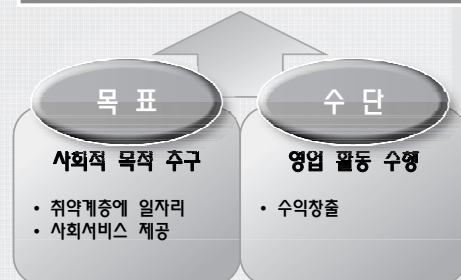 목 표
사회적 목적 추구
• 취약계층에 일자리
• 사회서비스 제공
수 단
영업 활동 수행
• 수익창출